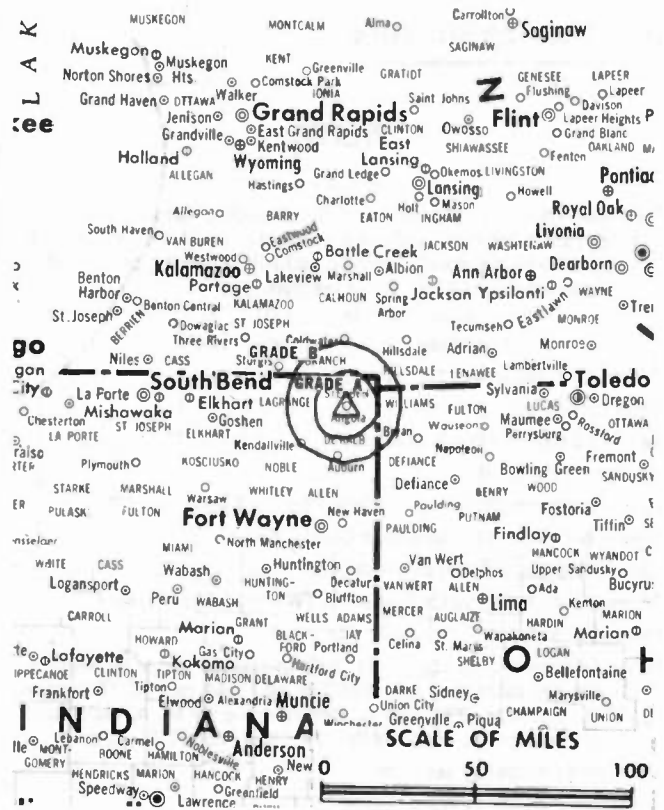 Carrollton
MUSKEGON MONTCALM Alma Saginaw
SAGINAW
Muskegon Muskegon Hts KENT Greenville GRATIOT GENESEE LAPEER
Norton Shores Comstock Park Flushing Lapeer
Grand Haven OTTAWA Walker IONIA Saint Johns Davison
Jenison Grand Rapids Flint Lapeer Heights
Grandville East Grand Rapids CLINTON Owosso Grand Blanc
Kentwood East Lansing SHIAWASSEE OAKLAND
Holland Wyoming Grand Ledge Okemos LIVINGSTON Fenton
ALLEGAN Hastings Lansing Howell Pontiac
Charlotte Holt Mason
Allegan BARRY EATON INGHAM Royal Oak
South Haven VAN BUREN Eastwood Livonia
Westwood Comstock Battle Creek JACKSON WASHTENAW
Kalamazoo Lakeview Marshall Albion Ann Arbor Dearborn
Benton Harbor Portage Spring Arbor Jackson Ypsilanti WAYNE
Benton Central KALAMAZOO CALHOUN Eastlawn
St. Joseph BERRIEN Dowagiac ST JOSEPH Tecumseh MONROE
Three Rivers Coldwater Hillsdale Adrian Monroe
Niles CASS Sturgis GRADE B BRANCH HILLSDALE LENAWEE Lambertville
South Bend GRADE A STEUBEN Sylvania Toledo
La Porte Elkhart LAGRANGE Angola WILLIAMS FULTON LUCAS Oregon
Chesterton Mishawaka Goshen Wauseon Maumee Rossford OTTAWA
LA PORTE ST JOSEPH ELKHART DE KALB Bryan Perrysburg
Kendallville Napoleon Fremont
Plymouth KOSCIUSKO NOBLE Auburn DEFIANCE Bowling Green SANDUSKY
STARKE MARSHALL WHITLEY ALLEN Defiance HENRY WOOD
Warsaw Fostoria
PULASKI FULTON New Haven Paulding PUTNAM Tiffin
Fort Wayne PAULDING Findlay
North Manchester
MIAMI HANCOCK WYANDOT
WHITE CASS Wabash Huntington Van Wert Delphos Upper Sandusky
Logansport HUNTINGTON Decatur VAN WERT ALLEN Ada Bucyrus
Peru WABASH Bluffton Lima Kenton
CARROLL WELLS ADAMS MERCER AUGLAIZE HARDIN MARION
Marian GRANT Wapakoneta Marian
HOWARD BLACKFORD JAY Celina St. Marys
Lafayette Gas City Portland SHELBY LOGAN
Kokomo Hartford City O H
TIPPECANOE CLINTON TIPTON MADISON DELAWARE Bellefontaine
Frankfort Tipton DARKE Sidney Marysville
Elwood Alexandria Muncie Union City CHAMPAIGN UNION
INDIANA Winchester Greenville Piqua
Lebanon Carmel Noblesville Anderson SCALE OF MILES
MONTGOMERY BOONE HAMILTON New
HENDRICKS MARION HANCOCK HENRY 0 50 100
Speedway Lawrence Greenfield